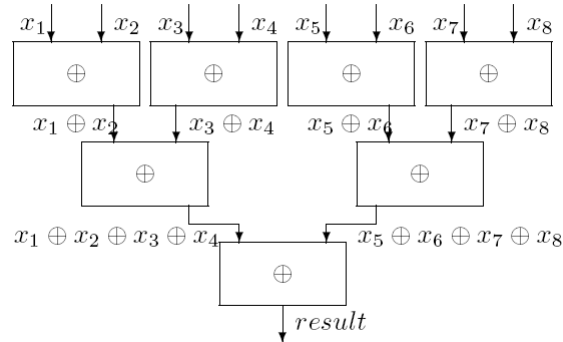 x₁ x₂ x₃ x₄ x₅ x₆ x₇ x₈
⊕ ⊕ ⊕ ⊕
x₁ ⊕ x₂ x₃ ⊕ x₄ x₅ ⊕ x₆ x₇ ⊕ x₈
⊕ ⊕
x₁ ⊕ x₂ ⊕ x₃ ⊕ x₄ x₅ ⊕ x₆ ⊕ x₇ ⊕ x₈
⊕
result